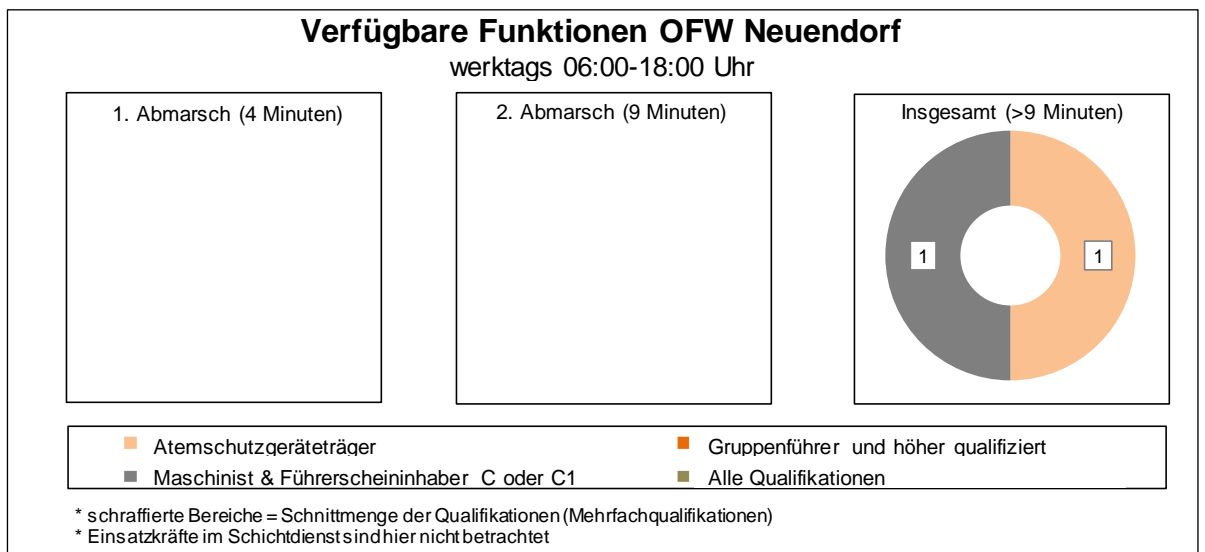 Verfügbare Funktionen OFW Neuendorf
werktags 06:00-18:00 Uhr
1. Abmarsch (4 Minuten)
2. Abmarsch (9 Minuten)
Insgesamt (>9 Minuten)
1
1
Atemschutzgeräteträger
Gruppenführer und höher qualifiziert
Maschinist & Führerscheininhaber C oder C1
Alle Qualifikationen
* schraffierte Bereiche = Schnittmenge der Qualifikationen (Mehrfachqualifikationen)
* Einsatzkräfte im Schichtdienst sind hier nicht betrachtet